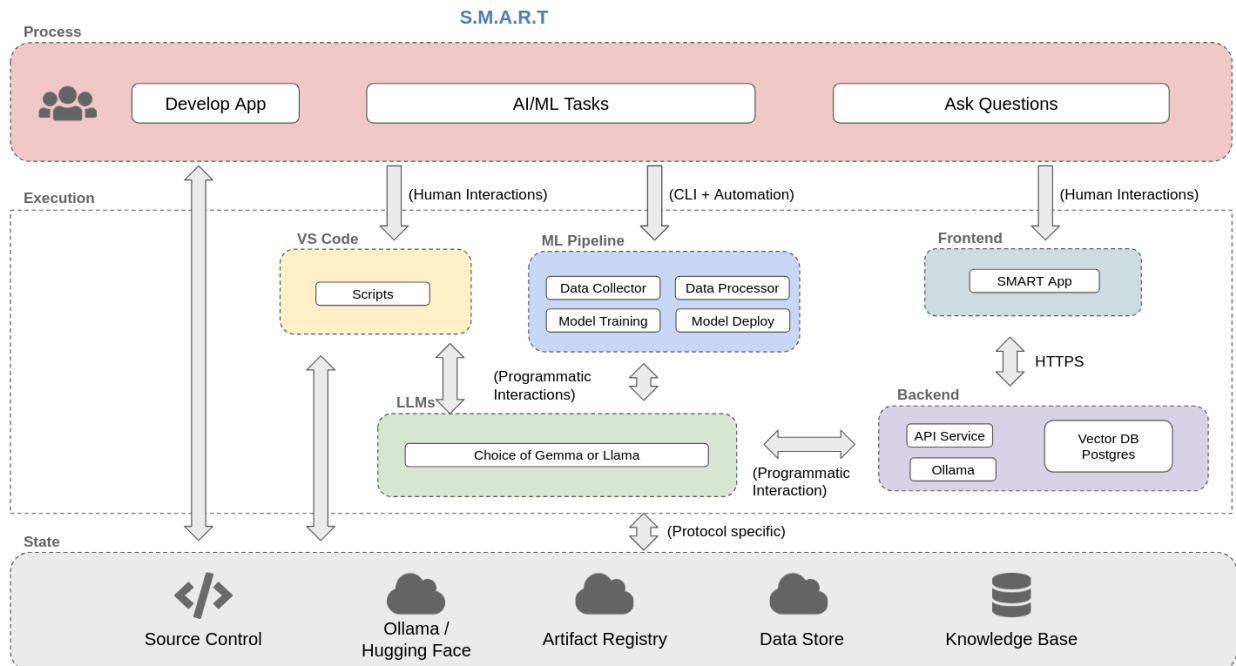 S.M.A.R.T
Process
Develop App
AI/ML Tasks
Ask Questions
(Human Interactions)
(CLI + Automation)
(Human Interactions)
Execution
VS Code
Scripts
ML Pipeline
Data Collector
Data Processor
Model Training
Model Deploy
Frontend
SMART App
(Programmatic
Interactions)
HTTPS
LLMs
Choice of Gemma or Llama
(Programmatic
Interaction)
Backend
API Service
Ollama
Vector DB
Postgres
(Protocol specific)
State
Source Control
Ollama /
Hugging Face
Artifact Registry
Data Store
Knowledge Base